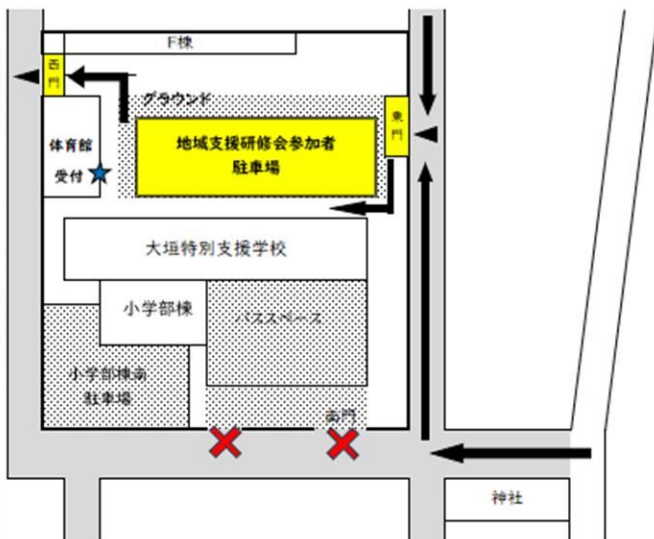 F棟
西門
グラウンド
東門
体育館
受付
地域支援研修会参加者
駐車場
大垣特別支援学校
小学部棟
バススペース
小学部棟南
駐車場
南門
神社